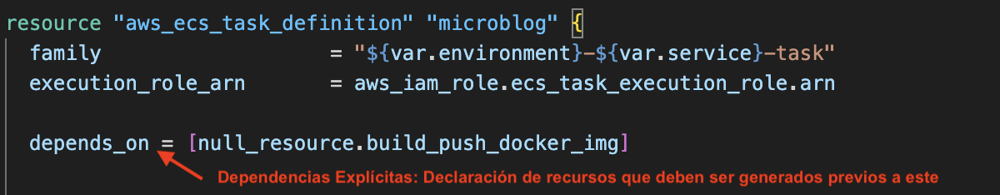 resource "aws_ecs_task_definition" "microblog" {
family = "${var.environment}-${var.service}-task"
execution_role_arn = aws_iam_role.ecs_task_execution_role.arn
depends_on = [null_resource.build_push_docker_img]
Dependencias Explícitas: Declaración de recursos que deben ser generados previos a este